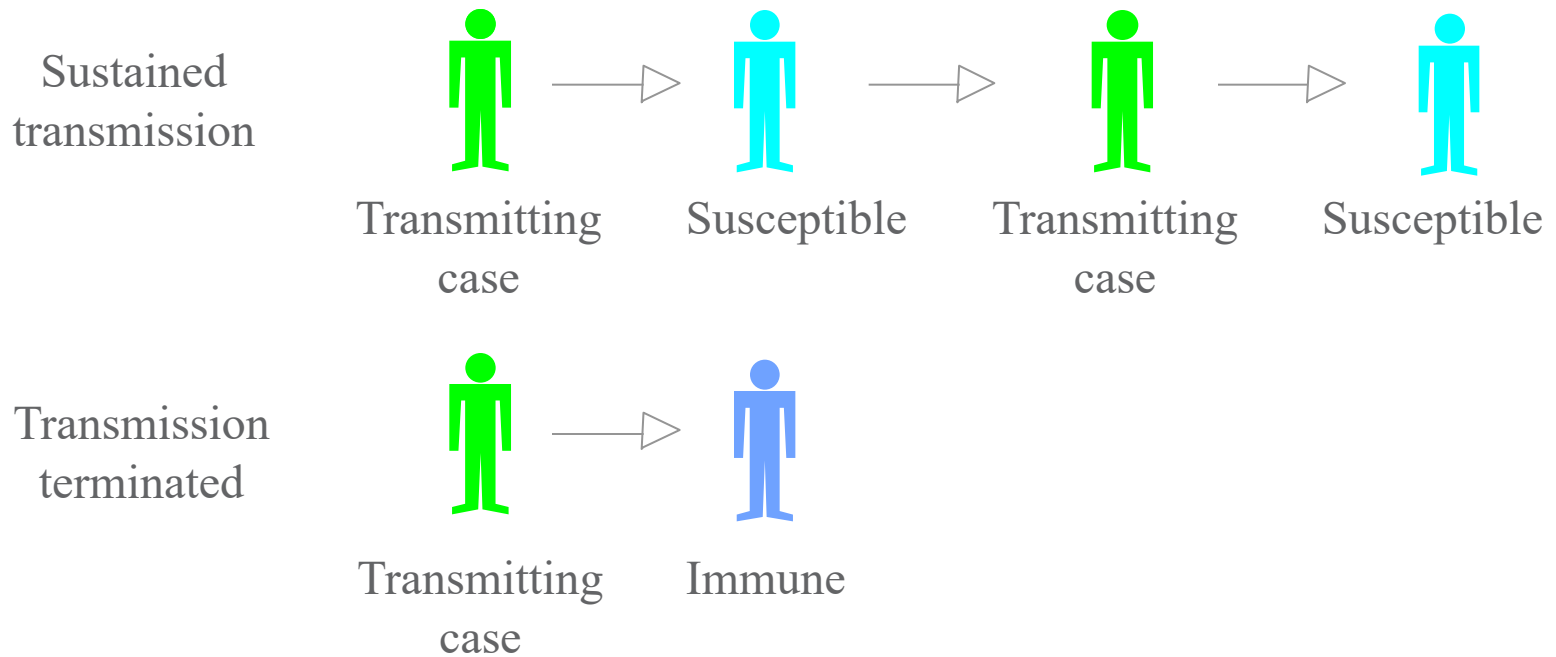 Sustained
transmission
Transmitting
case
Susceptible
Transmitting
case
Susceptible
Transmission
terminated
Transmitting
case
Immune